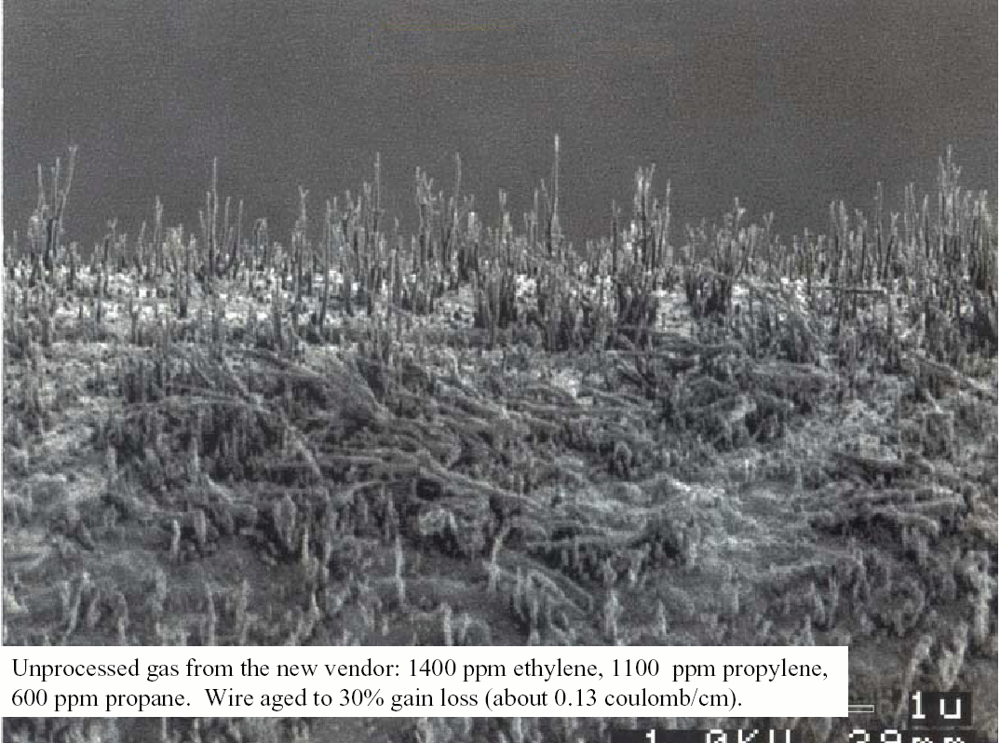 Unprocessed gas from the new vendor: 1400 ppm ethylene, 1100 ppm propylene,
600 ppm propane. Wire aged to 30% gain loss (about 0.13 coulomb/cm).
1u